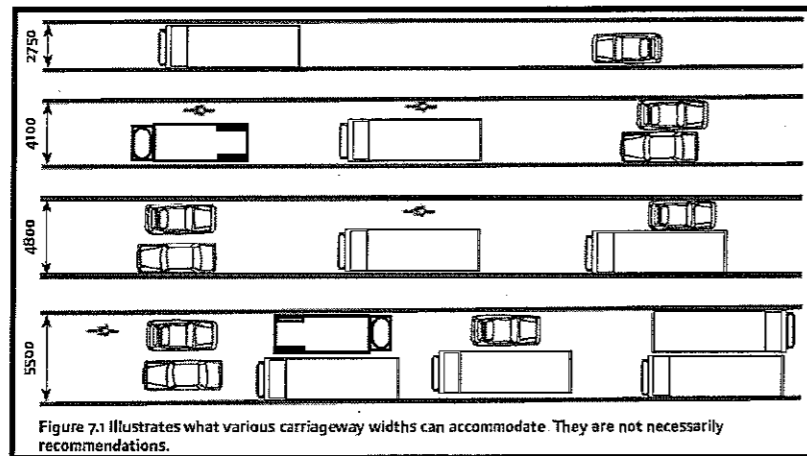 2750
4100
4800
5500
Figure 7.1 Illustrates what various carriageway widths can accommodate. They are not necessarily
recommendations.